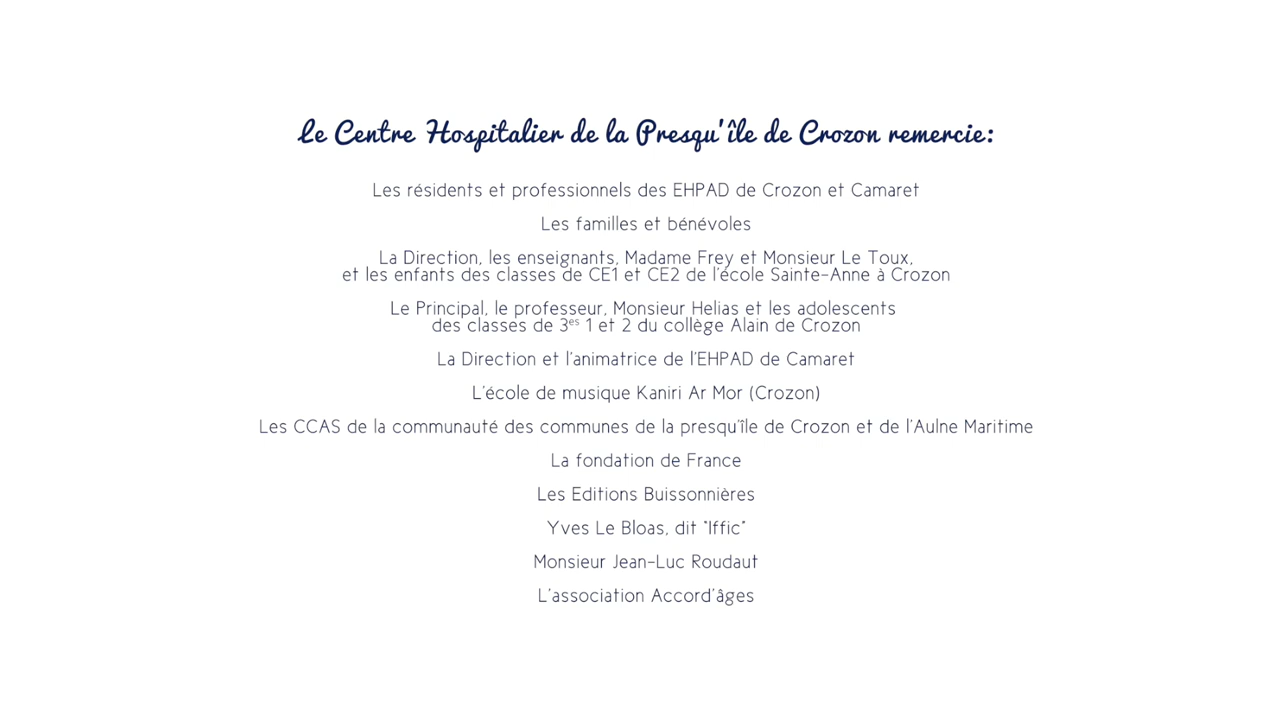 Le Centre Hospitalier de la Presqu'île de Crozon remercie:
Les résidents et professionnels des EHPAD de Crozon et Camaret
Les familles et bénévoles
La Direction, les enseignants, Madame Frey et Monsieur Le Toux,
et les enfants des classes de CE1 et CE2 de l'école Sainte-Anne à Crozon
Le Principal, le professeur, Monsieur Helias et les adolescents
des classes de 3es 1 et 2 du collège Alain de Crozon
La Direction et l'animatrice de l'EHPAD de Camaret
L'école de musique Kaniri Ar Mor (Crozon)
Les CCAS de la communauté des communes de la presqu'île de Crozon et de l'Aulne Maritime
La fondation de France
Les Editions Buissonnières
Yves Le Bloas, dit "Iffic"
Monsieur Jean-Luc Roudaut
L'association Accord'âges